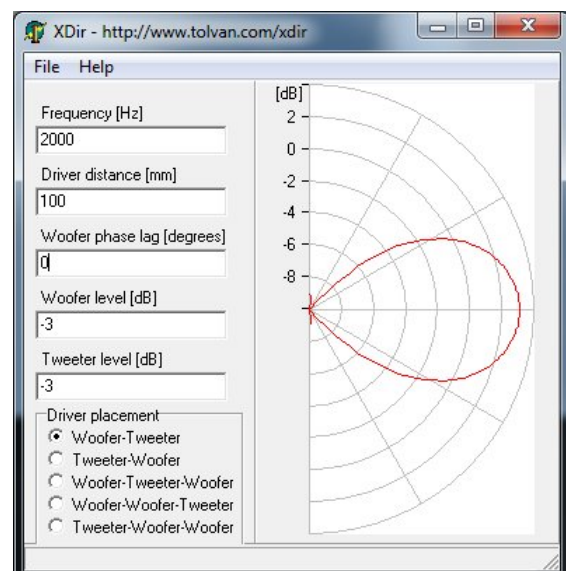 XDir - http://www.tolvan.com/xdir
File Help
Frequency [Hz]
2000
Driver distance [mm]
100
Woofer phase lag [degrees]
0
Woofer level [dB]
-3
Tweeter level [dB]
-3
Driver placement
Woofer-Tweeter
Tweeter-Woofer
Woofer-Tweeter-Woofer
Woofer-Woofer-Tweeter
Tweeter-Woofer-Woofer
[dB]
2
0
-2
-4
-6
-8